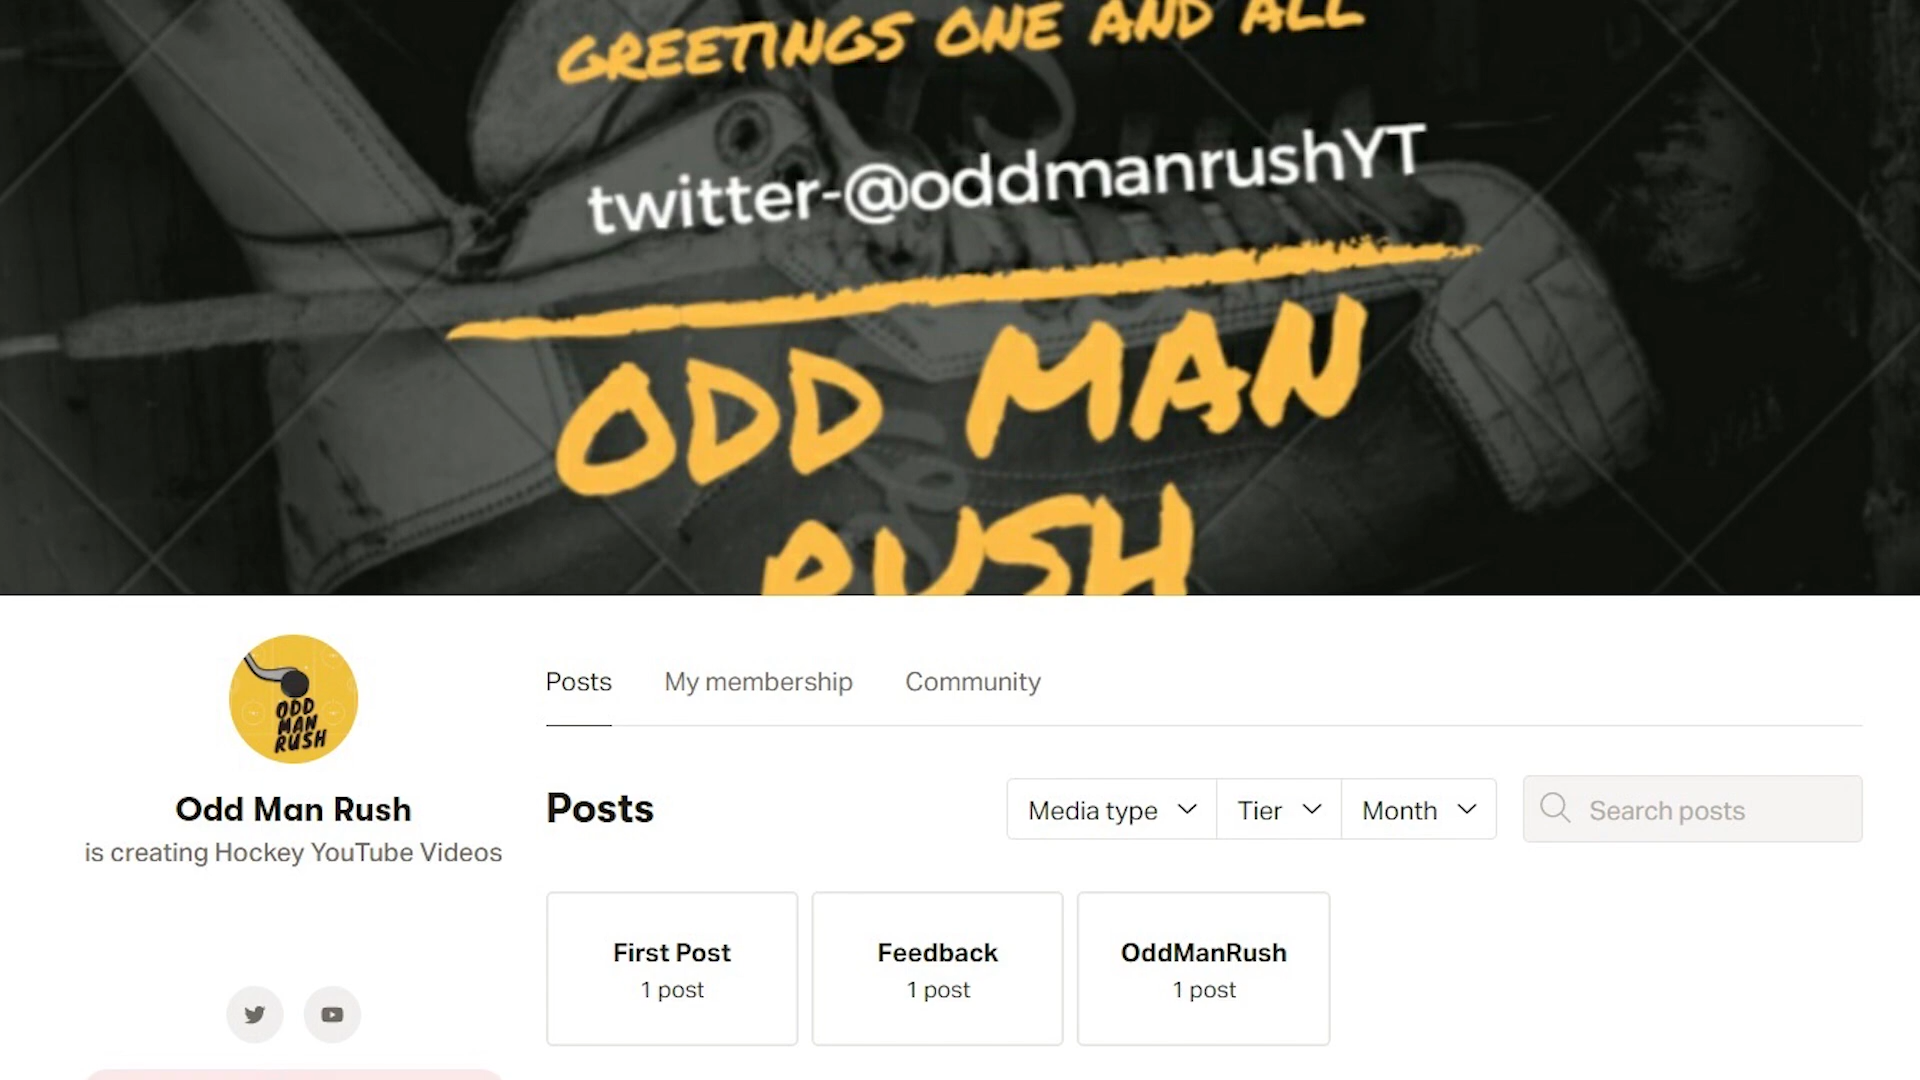 GREETINGS ONE AND ALL
twitter-@oddmanrushYT
ODD MAN
RUSH
ODD
MAN
RUSH
Odd Man Rush
is creating Hockey YouTube Videos
Posts My membership Community
Posts
Media type Tier Month Search posts
First Post
1 post
Feedback
1 post
OddManRush
1 post